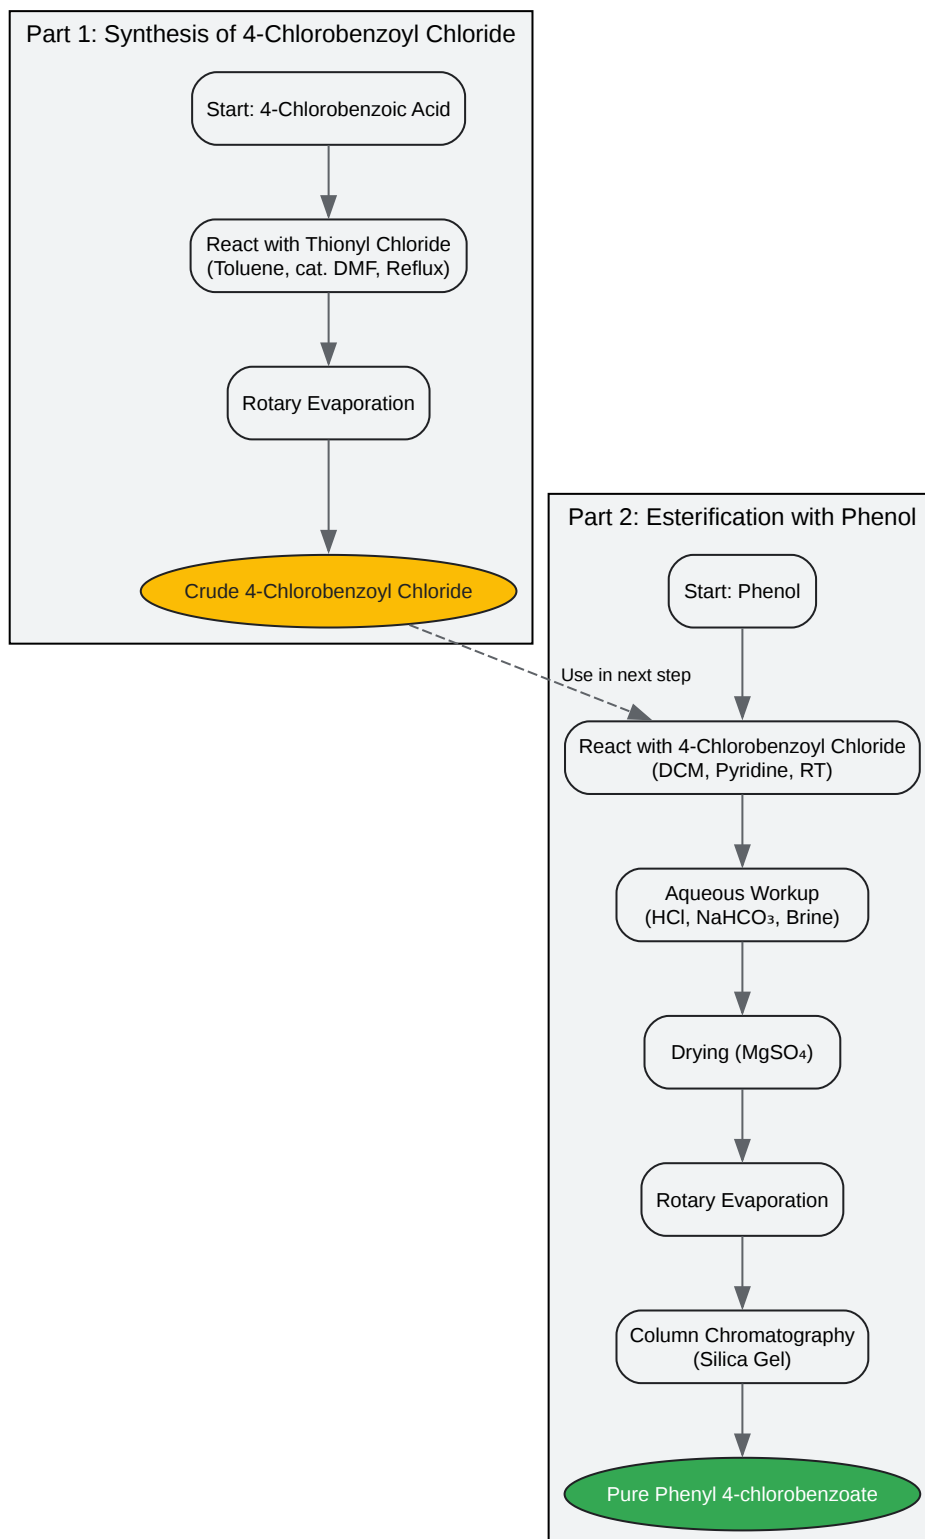 Part 1: Synthesis of 4-Chlorobenzoyl Chloride
Start: 4-Chlorobenzoic Acid
React with Thionyl Chloride
(Toluene, cat. DMF, Reflux)
Rotary Evaporation
Crude 4-Chlorobenzoyl Chloride
Use in next step
Part 2: Esterification with Phenol
Start: Phenol
React with 4-Chlorobenzoyl Chloride
(DCM, Pyridine, RT)
Aqueous Workup
(HCl, NaHCO₃, Brine)
Drying (MgSO₄)
Rotary Evaporation
Column Chromatography
(Silica Gel)
Pure Phenyl 4-chlorobenzoate